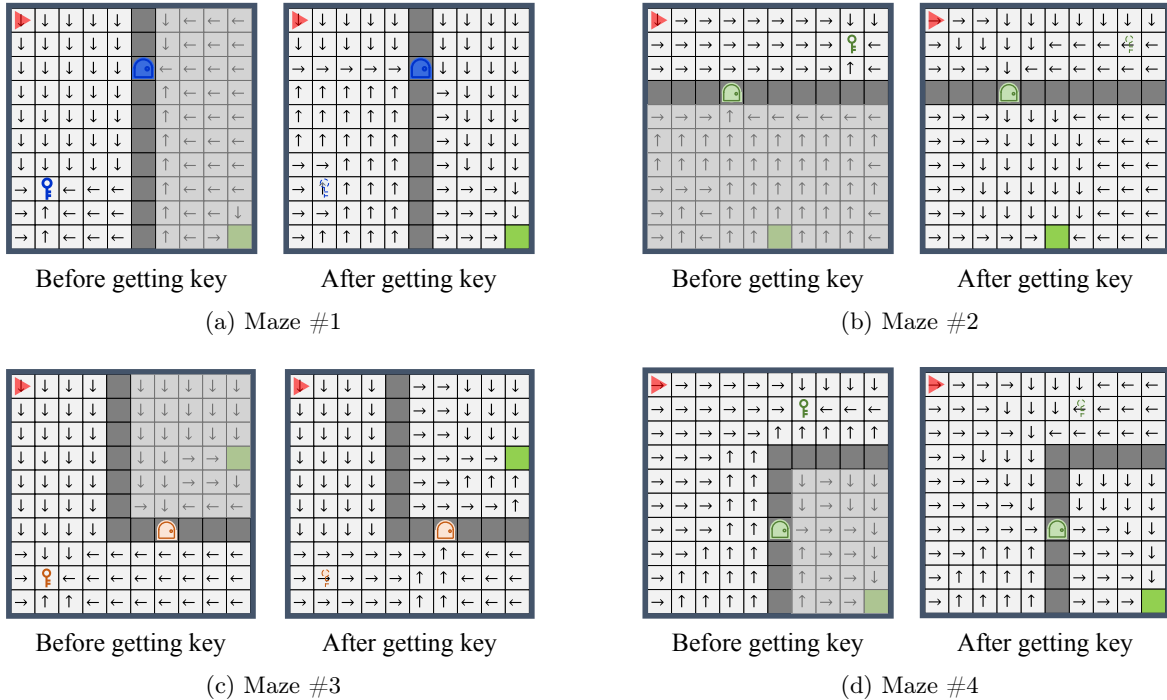 Before getting key After getting key Before getting key After getting key
(a) Maze #1 (b) Maze #2
Before getting key After getting key Before getting key After getting key
(c) Maze #3 (d) Maze #4